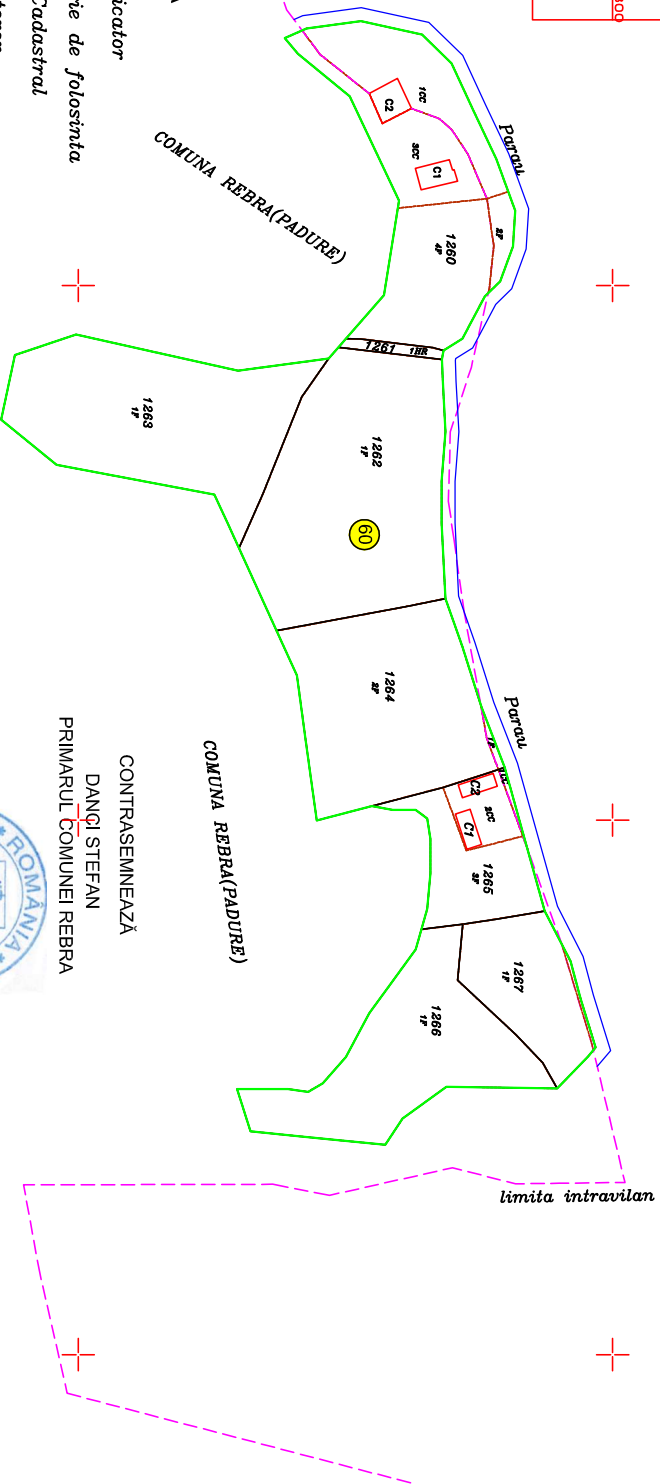 800
icator
ie de folosinta
Cadastral
Parau
1CC
C2
3CC
C1
2F
COMUNA REBRA(PADURE)
1260
4F
1261 1HR
1263
1F
1262
1F
60
1264
2F
Parau
1F
C2
2CC
C1
1265
3F
1267
1F
1266
1F
COMUNA REBRA(PADURE)
CONTRASEMNEAZĂ
DANCI STEFAN
PRIMARUL COMUNEI REBRA
* ROMÂNIA *
limita intravilan